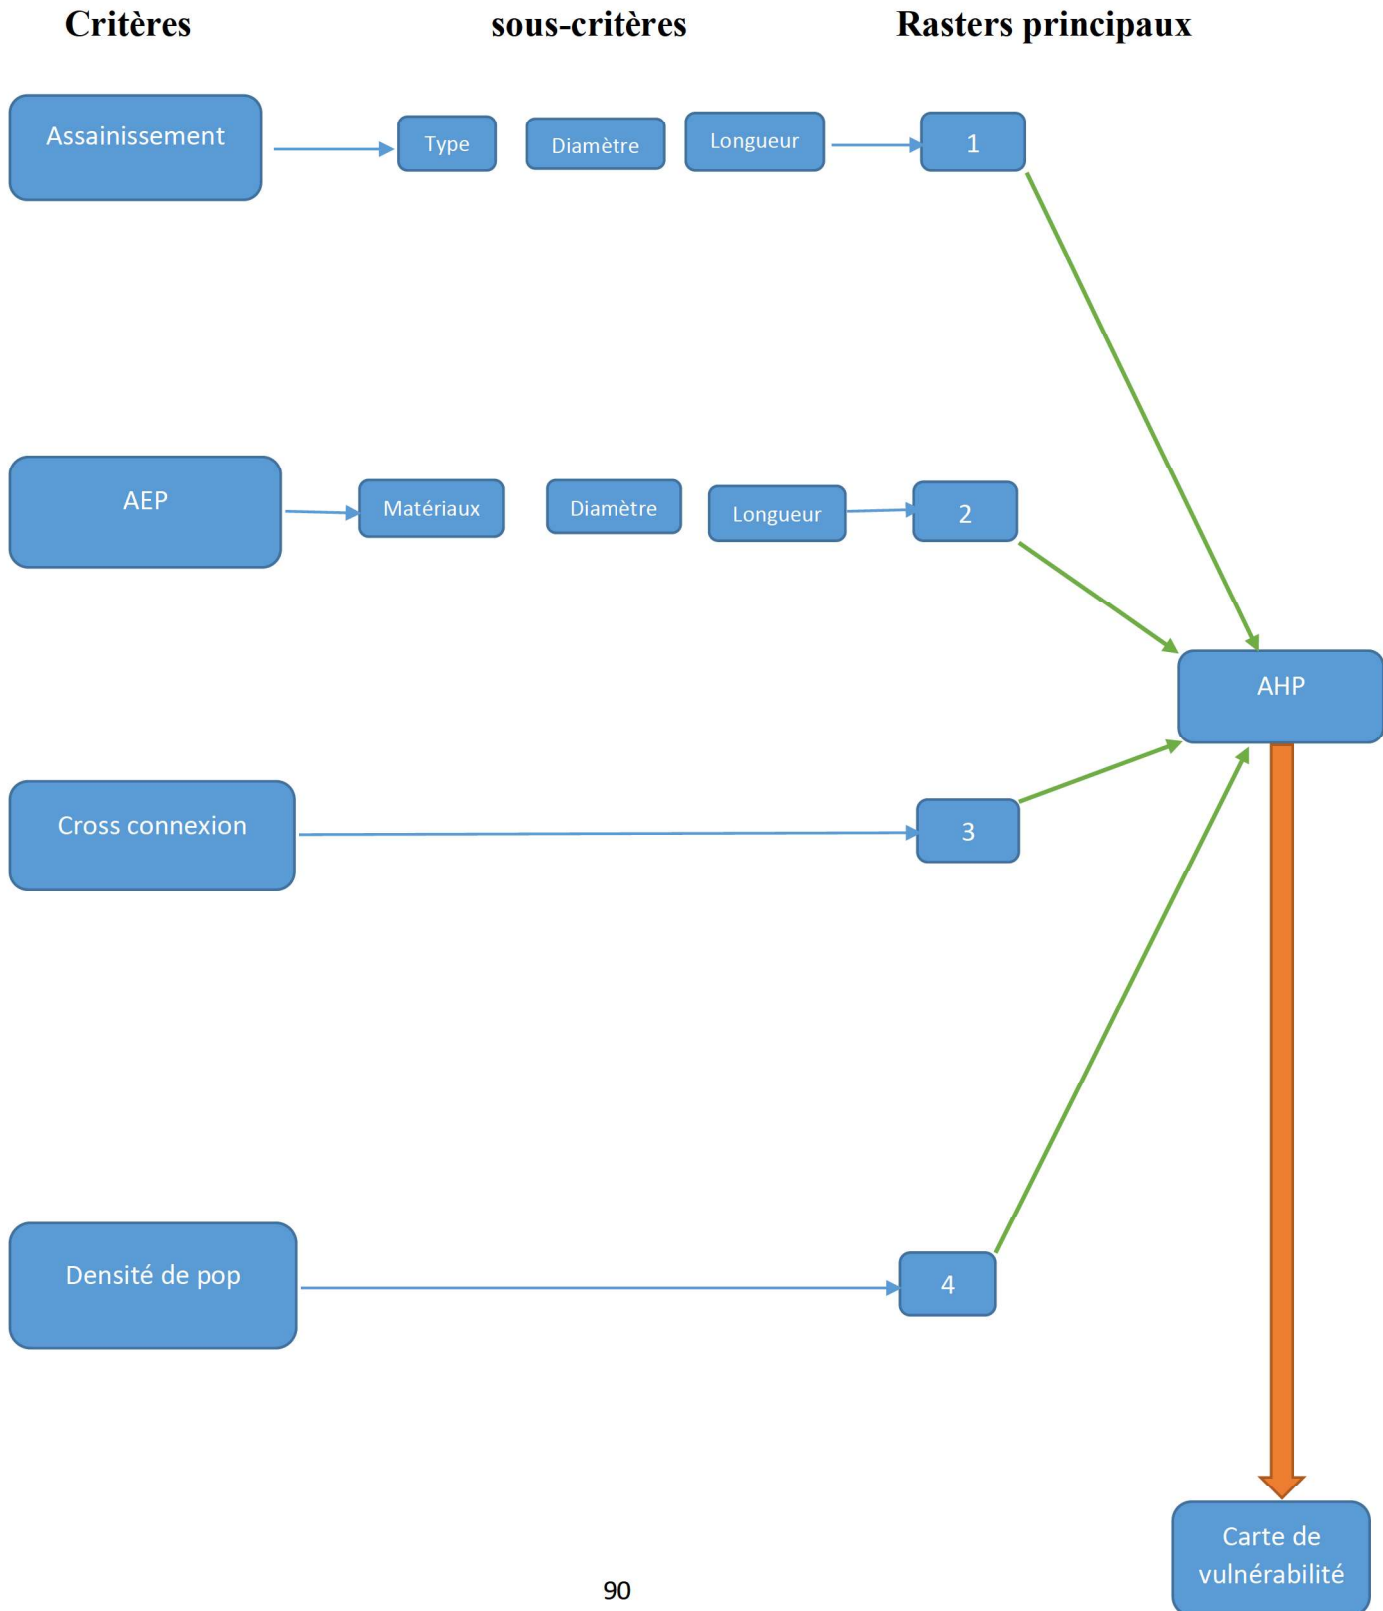 Critères sous-critères Rasters principaux
Assainissement
Type
Diamètre
Longueur
1
AEP
Matériaux
Diamètre
Longueur
2
AHP
Cross connexion
3
Densité de pop
4
Carte de
vulnérabilité
90